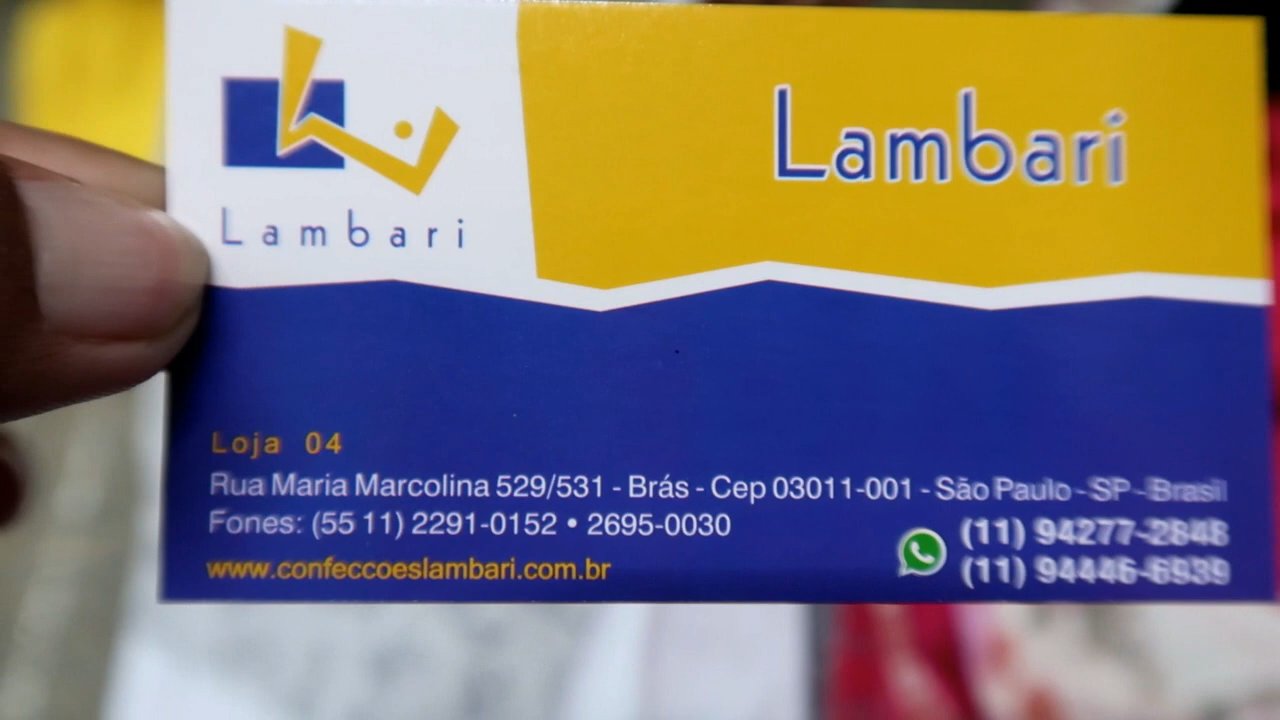 Lambari
Lambari
Loja 04
Rua Maria Marcolina 529/531 - Brás - Cep 03011-001 - São Paulo - SP - Brasil
Fones: (55 11) 2291-0152 • 2695-0030
(11) 94277-2848
www.confeccoeslambari.com.br
(11) 94446-6939